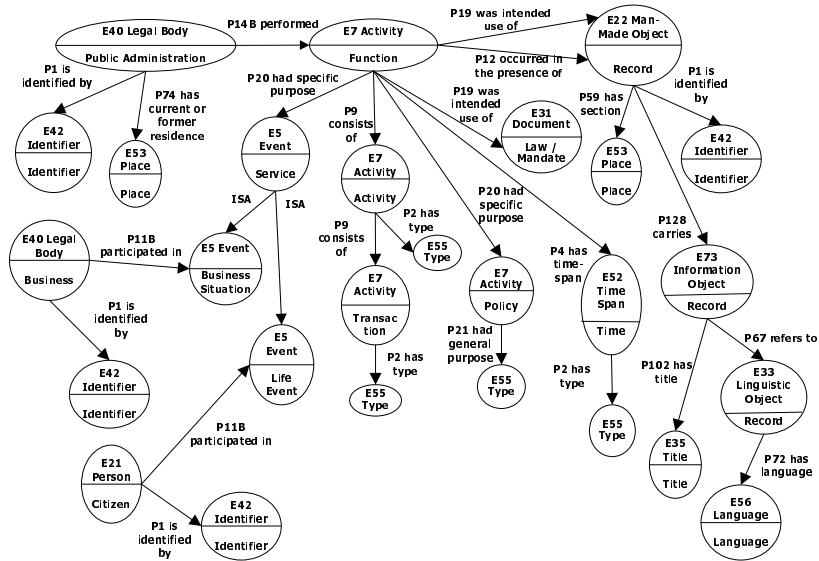 E40 Legal Body
Public Administration
P14B performed
E7 Activity
Function
P19 was intended
use of
P12 occurred in
the presence of
E22 Man-
Made Object
Record
P1 is
identified by
P74 has
current or
former
residence
E42
Identifier
Identifier
E53
Place
Place
P20 had specific
purpose
E5
Event
Service
P9
consists
of
E7
Activity
Activity
P19 was
intended
use of
E31
Document
Law /
Mandate
P59 has
section
E53
Place
Place
P1 is
identified
by
E42
Identifier
Identifier
ISA
ISA
E40 Legal
Body
Business
P11B
participated in
E5 Event
Business
Situation
P9
consists
of
P2 has
type
E55
Type
E7
Activity
Transac
tion
P20 had
specific
purpose
E7
Activity
Policy
P4 has
time-
span
E52
Time
Span
Time
P128
carries
E73
Information
Object
Record
P1 is
identified
by
E42
Identifier
Identifier
E5
Event
Life
Event
P2 has
type
E55
Type
P21 had
general
purpose
E55
Type
P2 has
type
E55
Type
P102 has
title
E35
Title
Title
P67 refers to
E33
Linguistic
Object
Record
P72 has
language
E56
Language
Language
P11B
participated in
E21
Person
Citizen
P1 is
identified
by
E42
Identifier
Identifier